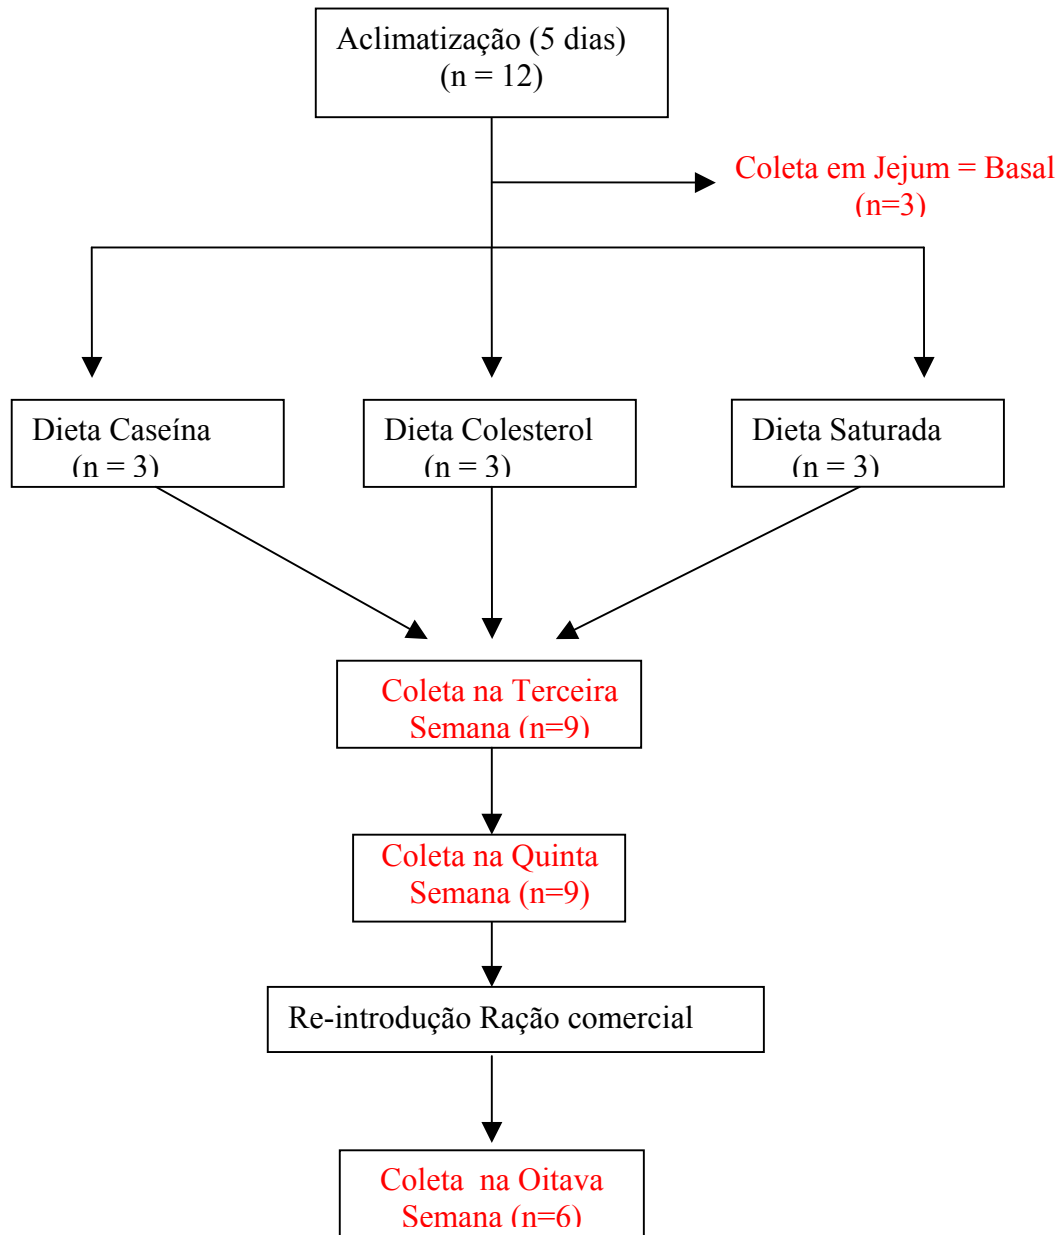 Aclimatização (5 dias)
(n = 12)
Coleta em Jejum = Basal
(n=3)
Dieta Caseína
(n = 3)
Dieta Colesterol
(n = 3)
Dieta Saturada
(n = 3)
Coleta na Terceira
Semana (n=9)
Coleta na Quinta
Semana (n=9)
Re-introdução Ração comercial
Coleta na Oitava
Semana (n=6)